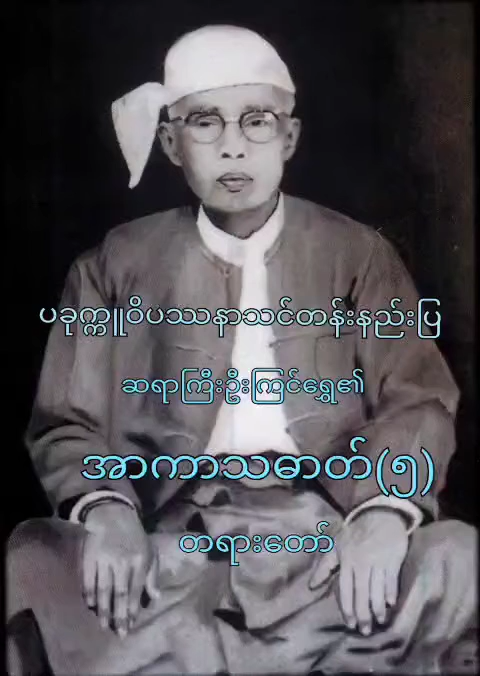 ပခုက္ကူဝိပဿနာသင်တန်းနည်းပြ
ဆရာကြီးဦးကြင်ရွှေ၏
အာကာသဓာတ်(၅)
တရားတော်